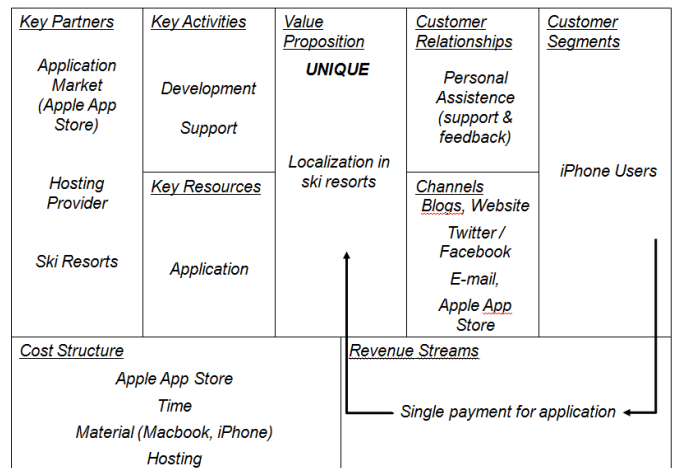 Key Partners
Application
Market
(Apple App
Store)
Hosting
Provider
Ski Resorts
Key Activities
Development
Support
Key Resources
Application
Value
Proposition
UNIQUE
Localization in
ski resorts
Customer
Relationships
Personal
Assistence
(support &
feedback)
Channels
Blogs, Website
Twitter /
Facebook
E-mail,
Apple App
Store
Customer
Segments
iPhone Users
Cost Structure
Apple App Store
Time
Material (Macbook, iPhone)
Hosting
Revenue Streams
Single payment for application